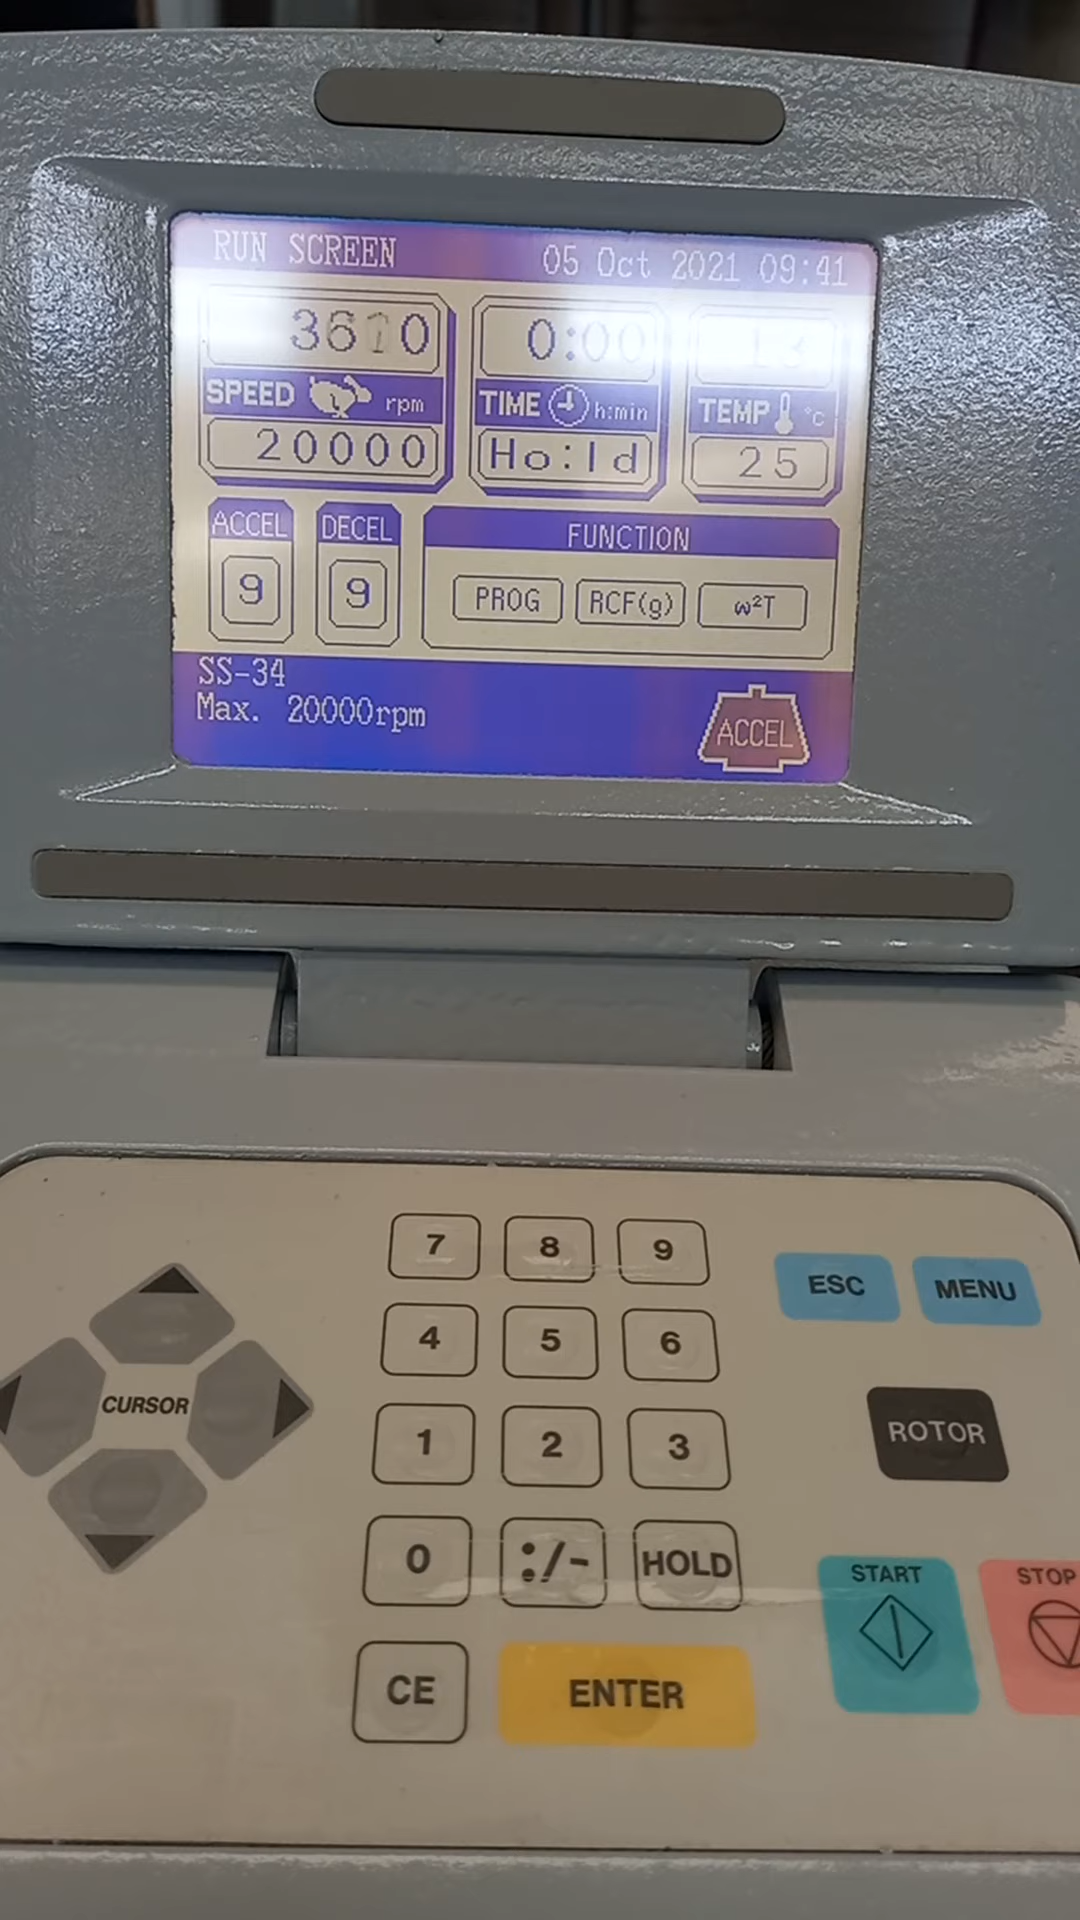 RUN SCREEN 05 Oct 2021 09:41
0:00 13
SPEED rpm TIME h:min TEMP °C
20000 Ho:ld 25
ACCEL DECEL FUNCTION
9 9 PROG RCF(g) ω²T
SS-34
Max. 20000rpm ACCEL
7 8 9
ESC MENU
4 5 6
CURSOR
1 2 3
ROTOR
0 :/- HOLD
START STOP
CE ENTER